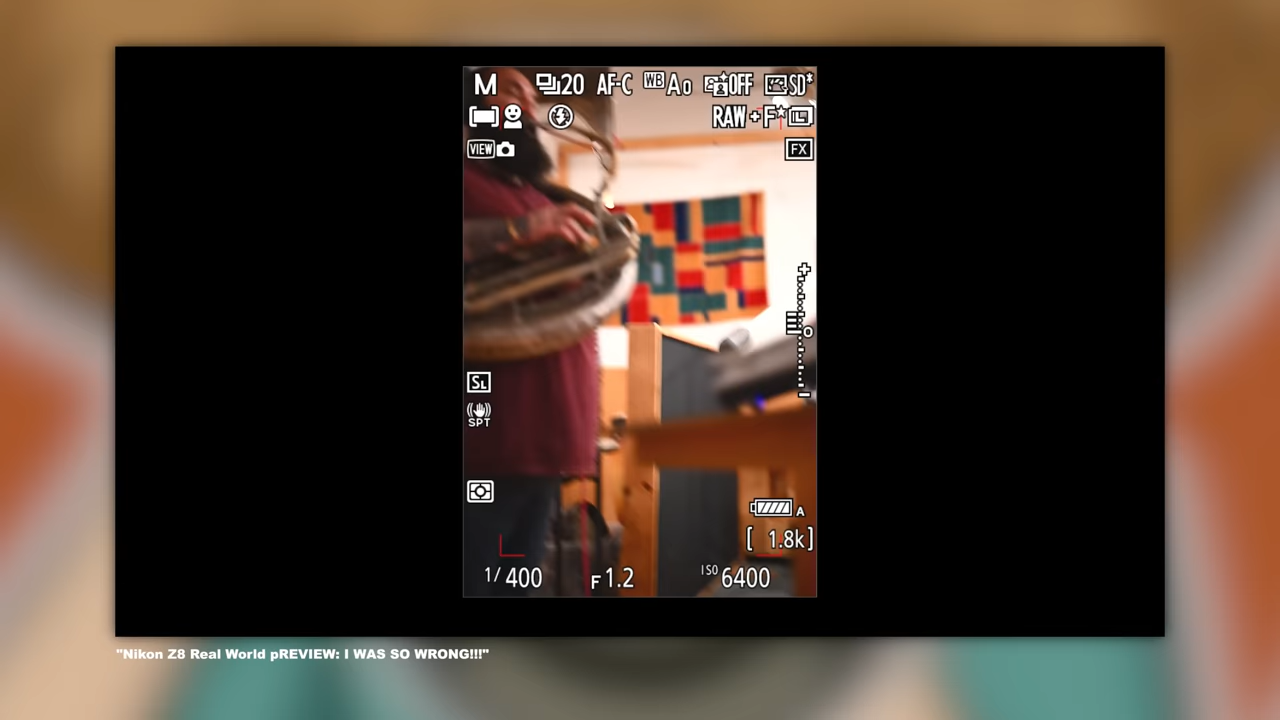 M 20 AF-C WB A0 OFF SD*
RAW + F★ L
VIEW FX
+
0
SL
SPT
A
[ 1.8k]
1/400 F1.2 ISO 6400
"Nikon Z8 Real World pREVIEW: I WAS SO WRONG!!!"